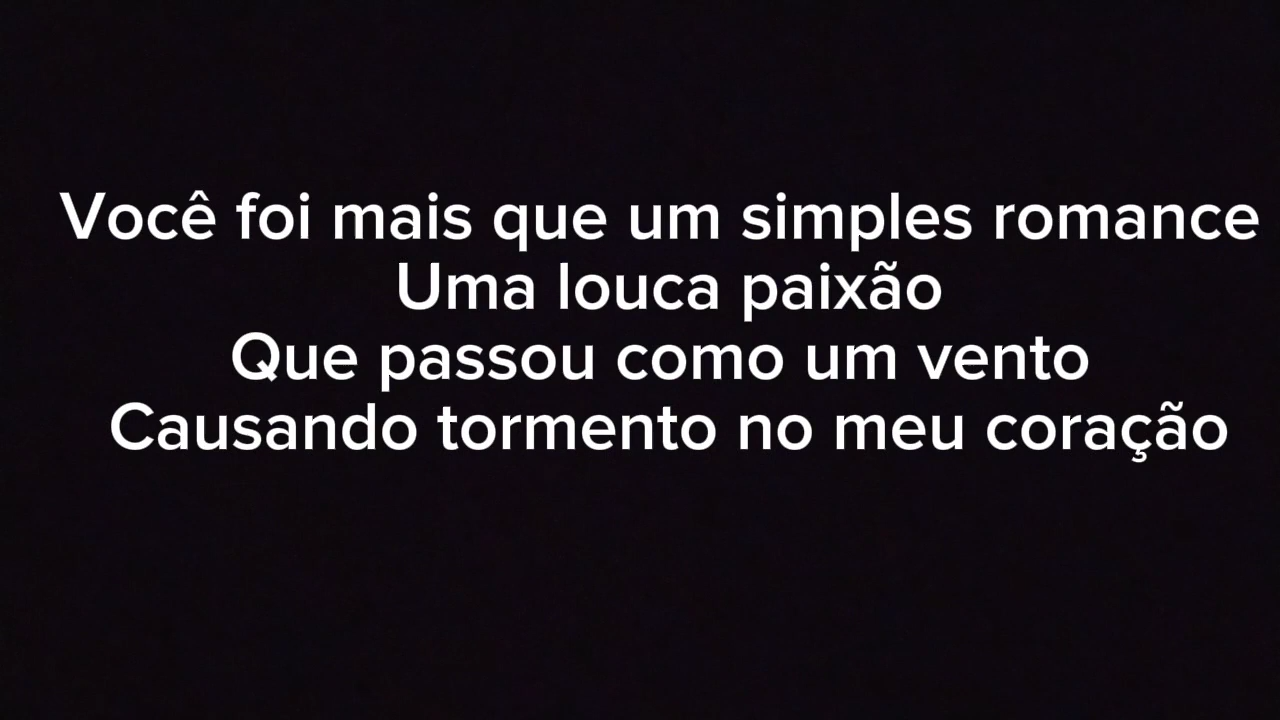 Você foi mais que um simples romance
Uma louca paixão
Que passou como um vento
Causando tormento no meu coração